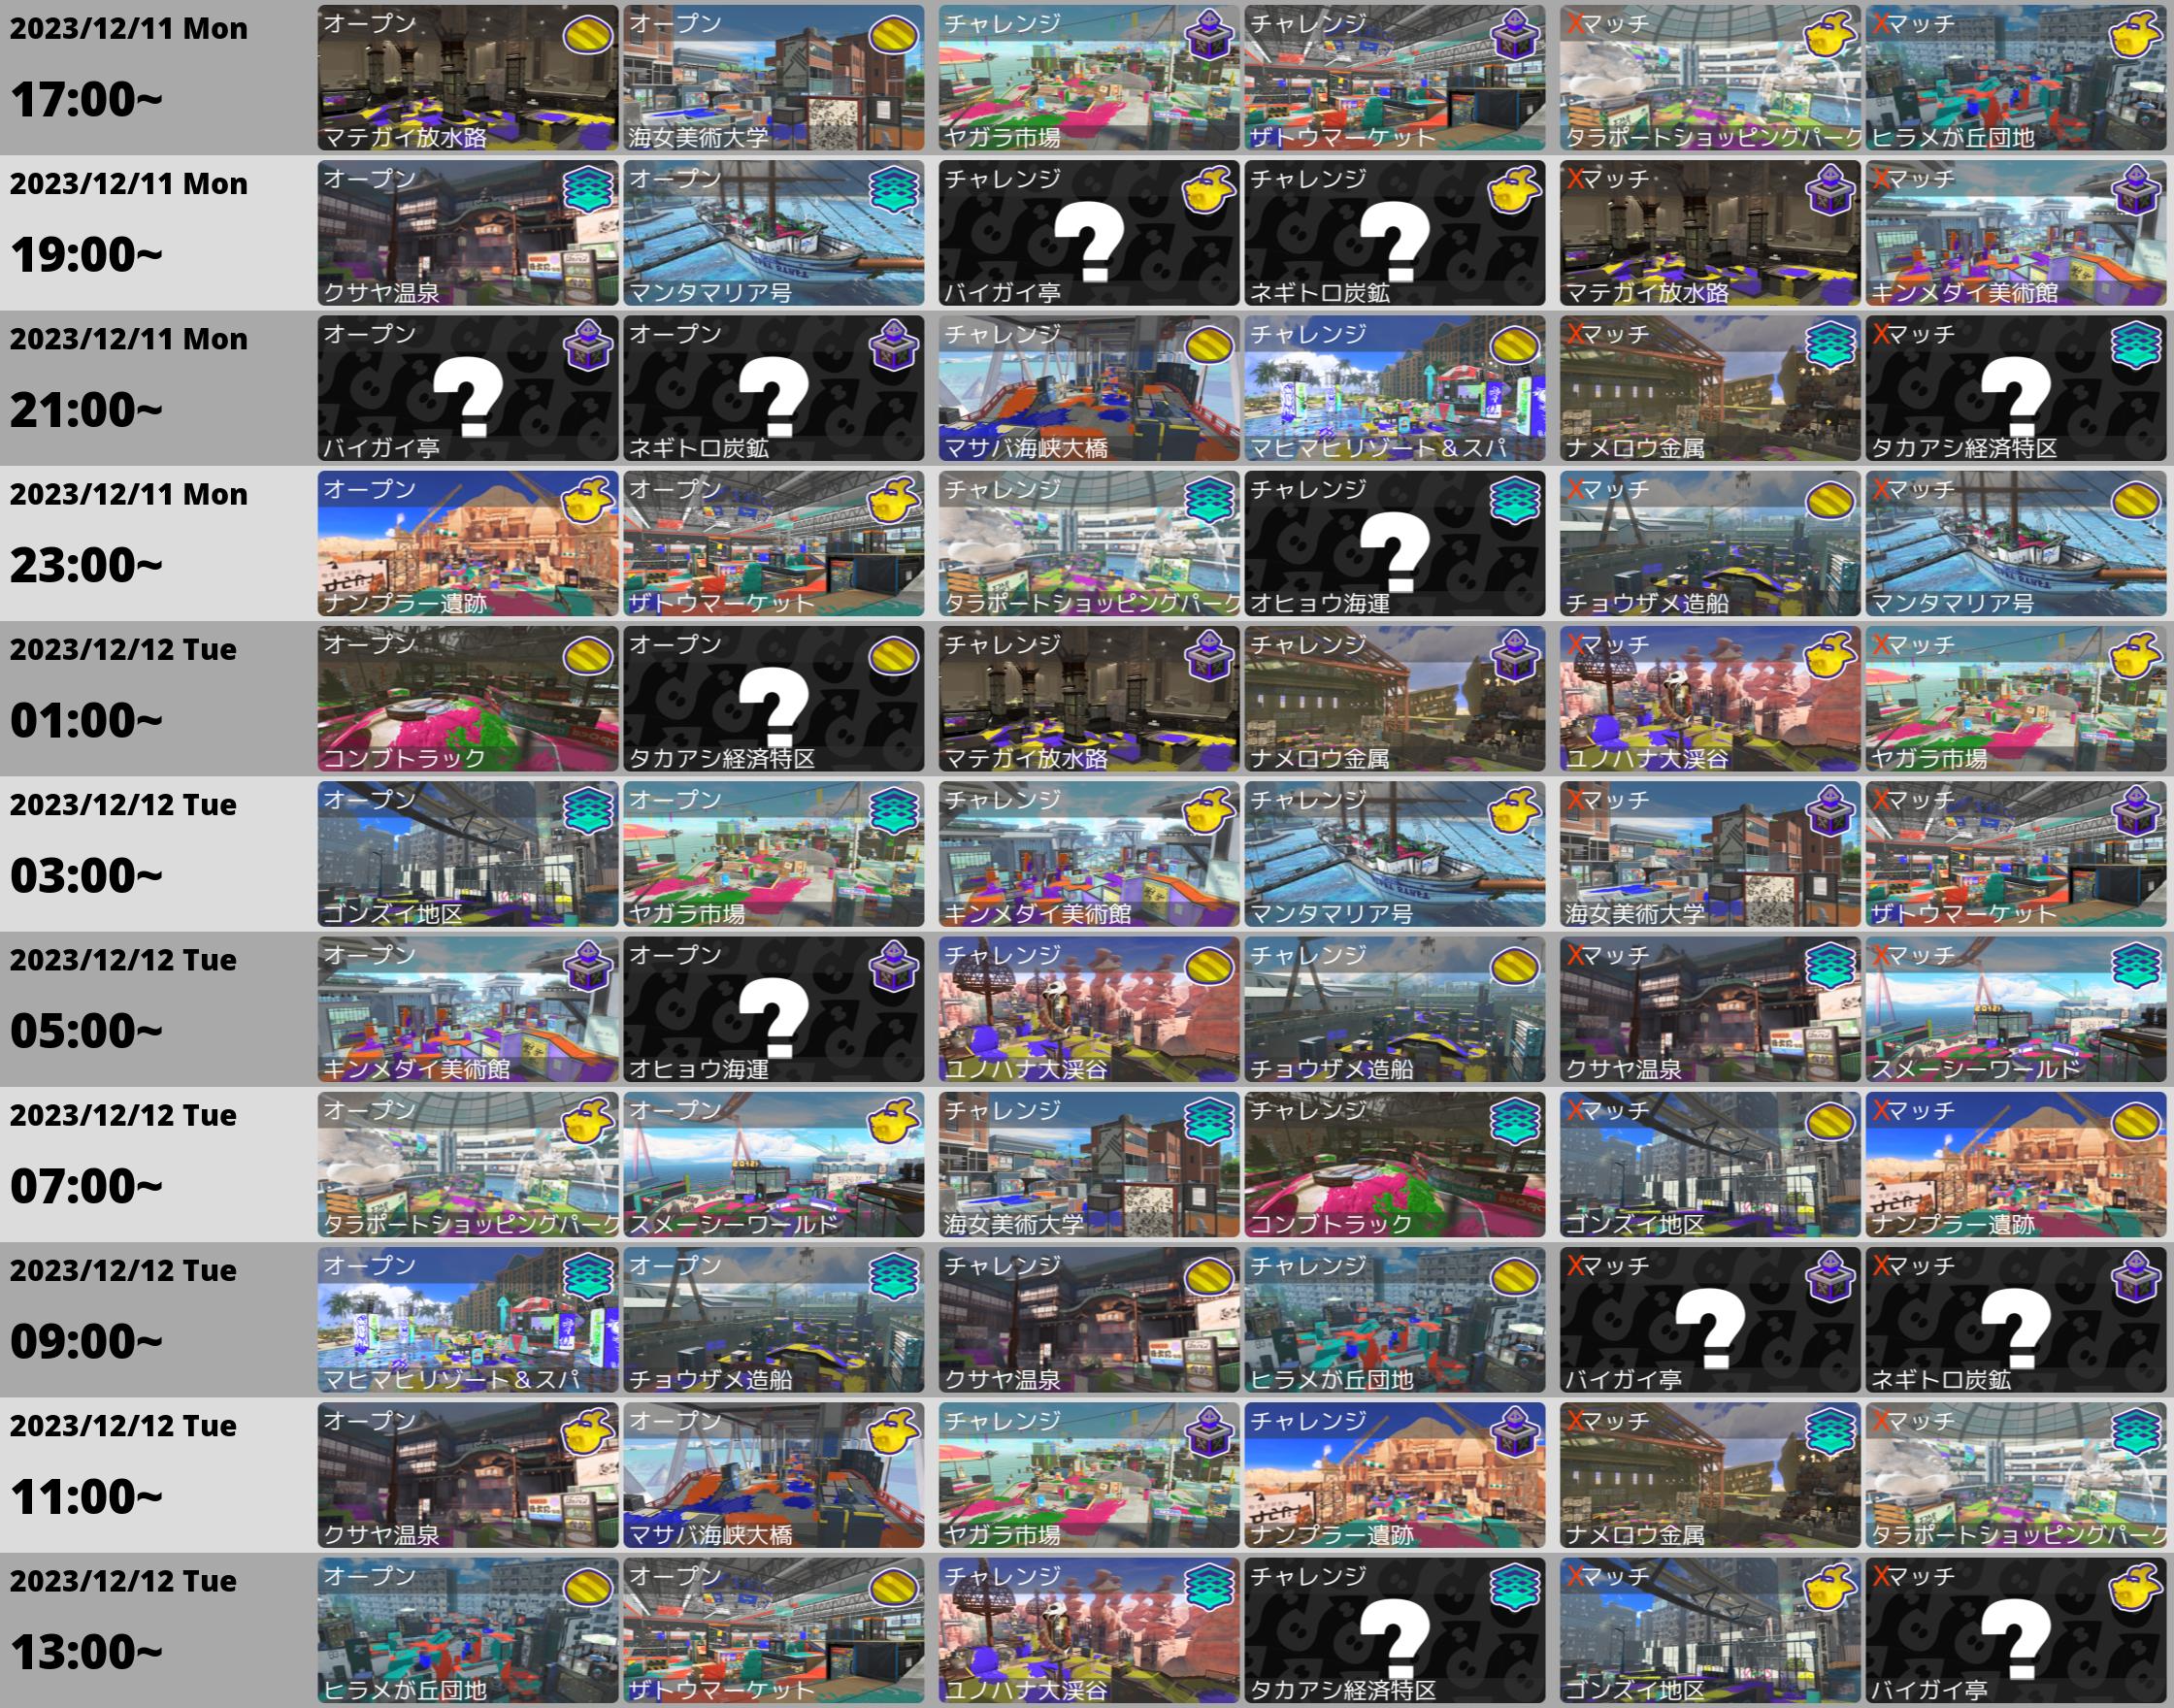 2023/12/11 Mon
17:00~
オープン オープン チャレンジ チャレンジ Xマッチ Xマッチ
マテガイ放水路 海女美術大学 ヤガラ市場 ザトウマーケット タラポートショッピングパーク ヒラメが丘団地
2023/12/11 Mon
19:00~
オープン オープン チャレンジ チャレンジ Xマッチ Xマッチ
? ?
クサヤ温泉 マンタマリア号 バイガイ亭 ネギトロ炭鉱 マテガイ放水路 キンメダイ美術館
2023/12/11 Mon
21:00~
オープン オープン チャレンジ チャレンジ Xマッチ Xマッチ
? ? ?
バイガイ亭 ネギトロ炭鉱 マサバ海峡大橋 マヒマヒリゾート&スパ ナメロウ金属 タカアシ経済特区
2023/12/11 Mon
23:00~
オープン オープン チャレンジ チャレンジ Xマッチ Xマッチ
?
ナンプラー遺跡 ザトウマーケット タラポートショッピングパーク オヒョウ海運 チョウザメ造船 マンタマリア号
2023/12/12 Tue
01:00~
オープン オープン チャレンジ チャレンジ Xマッチ Xマッチ
?
コンブトラック タカアシ経済特区 マテガイ放水路 ナメロウ金属 ユノハナ大渓谷 ヤガラ市場
2023/12/12 Tue
03:00~
オープン オープン チャレンジ チャレンジ Xマッチ Xマッチ
ゴンズイ地区 ヤガラ市場 キンメダイ美術館 マンタマリア号 海女美術大学 ザトウマーケット
2023/12/12 Tue
05:00~
オープン オープン チャレンジ チャレンジ Xマッチ Xマッチ
?
キンメダイ美術館 オヒョウ海運 ユノハナ大渓谷 チョウザメ造船 クサヤ温泉 スメーシーワールド
2023/12/12 Tue
07:00~
オープン オープン チャレンジ チャレンジ Xマッチ Xマッチ
タラポートショッピングパーク スメーシーワールド 海女美術大学 コンブトラック ゴンズイ地区 ナンプラー遺跡
2023/12/12 Tue
09:00~
オープン オープン チャレンジ チャレンジ Xマッチ Xマッチ
? ?
マヒマヒリゾート&スパ チョウザメ造船 クサヤ温泉 ヒラメが丘団地 バイガイ亭 ネギトロ炭鉱
2023/12/12 Tue
11:00~
オープン オープン チャレンジ チャレンジ Xマッチ Xマッチ
クサヤ温泉 マサバ海峡大橋 ヤガラ市場 ナンプラー遺跡 ナメロウ金属 タラポートショッピングパーク
2023/12/12 Tue
13:00~
オープン オープン チャレンジ チャレンジ Xマッチ Xマッチ
? ?
ヒラメが丘団地 ザトウマーケット ユノハナ大渓谷 タカアシ経済特区 ゴンズイ地区 バイガイ亭